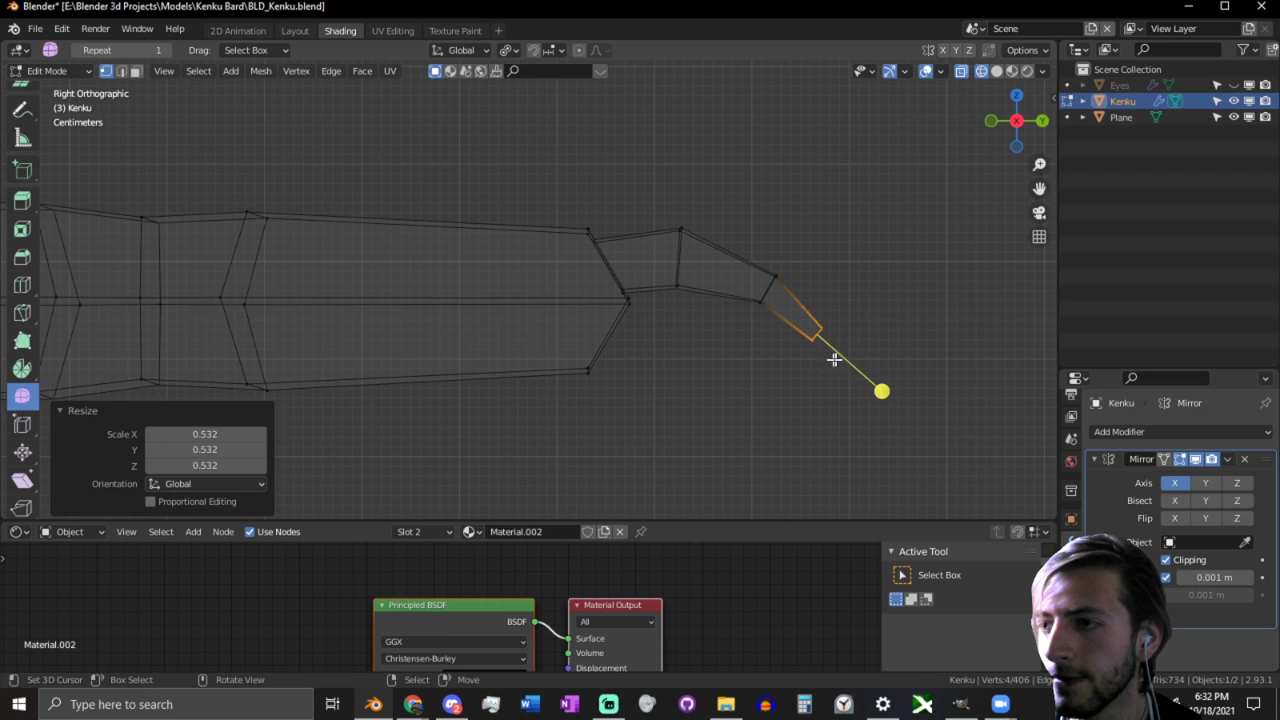 Blender* [E:\Blender 3d Projects\Models\Kenku Bard\BLD_Kenku.blend]
File Edit Render Window Help 2D Animation Layout Shading UV Editing Texture Paint + Scene View Layer
Repeat 1 Drag: Select Box Global X Y Z Options
Edit Mode View Select Add Mesh Vertex Edge Face UV
Scene Collection
Eyes
Kenku
Plane
Right Orthographic
(3) Kenku
Centimeters
Z
X
Y
Resize
Scale X 0.532
Y 0.532
Z 0.532
Orientation Global
Proportional Editing
Kenku Mirror
Add Modifier
Mirror
Axis X Y Z
Bisect X Y Z
Flip X Y Z
Object
Clipping
0.001 m
0.001 m
Object View Select Add Node Use Nodes Slot 2 Material.002
Active Tool
Select Box
Principled BSDF
BSDF
GGX
Christensen-Burley
Material Output
All
Surface
Volume
Displacement
Material.002
Set 3D Cursor Box Select Rotate View Select Move Kenku | Verts:4/406 | Edg
ris:734 | Objects:1/2 | 2.93.1
Type here to search
6:32 PM
10/18/2021